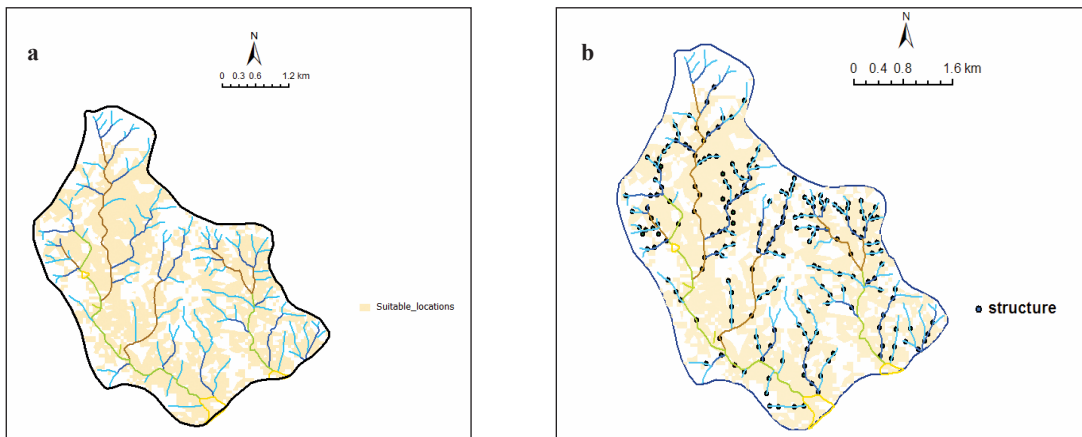 a
N
0 0.3 0.6 1.2 km
Suitable_locations
b
N
0 0.4 0.8 1.6 km
structure